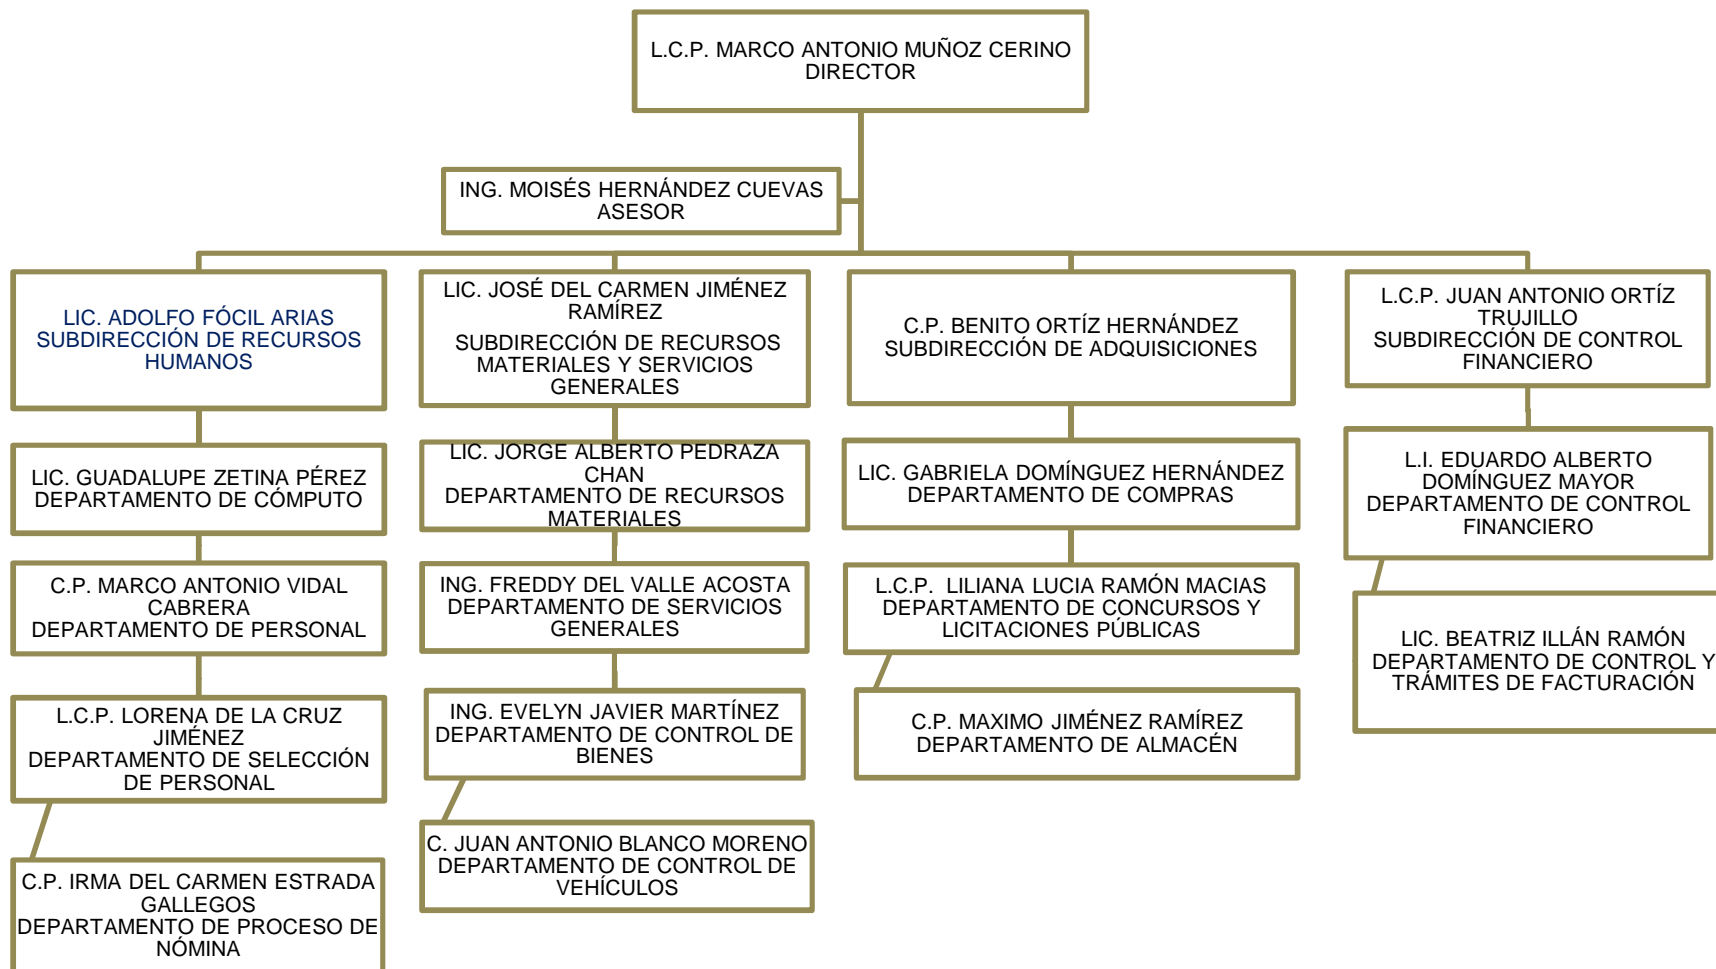 L.C.P. MARCO ANTONIO MUÑOZ CERINO
DIRECTOR
ING. MOISÉS HERNÁNDEZ CUEVAS
ASESOR
LIC. ADOLFO FÓCIL ARIAS
SUBDIRECCIÓN DE RECURSOS
HUMANOS
LIC. GUADALUPE ZETINA PÉREZ
DEPARTAMENTO DE CÓMPUTO
C.P. MARCO ANTONIO VIDAL
CABRERA
DEPARTAMENTO DE PERSONAL
L.C.P. LORENA DE LA CRUZ
JIMÉNEZ
DEPARTAMENTO DE SELECCIÓN
DE PERSONAL
C.P. IRMA DEL CARMEN ESTRADA
GALLEGOS
DEPARTAMENTO DE PROCESO DE
NÓMINA
LIC. JOSÉ DEL CARMEN JIMÉNEZ
RAMÍREZ
SUBDIRECCIÓN DE RECURSOS
MATERIALES Y SERVICIOS
GENERALES
LIC. JORGE ALBERTO PEDRAZA
CHAN
DEPARTAMENTO DE RECURSOS
MATERIALES
ING. FREDDY DEL VALLE ACOSTA
DEPARTAMENTO DE SERVICIOS
GENERALES
ING. EVELYN JAVIER MARTÍNEZ
DEPARTAMENTO DE CONTROL DE
BIENES
C. JUAN ANTONIO BLANCO MORENO
DEPARTAMENTO DE CONTROL DE
VEHÍCULOS
C.P. BENITO ORTÍZ HERNÁNDEZ
SUBDIRECCIÓN DE ADQUISICIONES
LIC. GABRIELA DOMÍNGUEZ HERNÁNDEZ
DEPARTAMENTO DE COMPRAS
L.C.P. LILIANA LUCIA RAMÓN MACIAS
DEPARTAMENTO DE CONCURSOS Y
LICITACIONES PÚBLICAS
C.P. MAXIMO JIMÉNEZ RAMÍREZ
DEPARTAMENTO DE ALMACÉN
L.C.P. JUAN ANTONIO ORTÍZ
TRUJILLO
SUBDIRECCIÓN DE CONTROL
FINANCIERO
L.I. EDUARDO ALBERTO
DOMÍNGUEZ MAYOR
DEPARTAMENTO DE CONTROL
FINANCIERO
LIC. BEATRIZ ILLÁN RAMÓN
DEPARTAMENTO DE CONTROL Y
TRÁMITES DE FACTURACIÓN